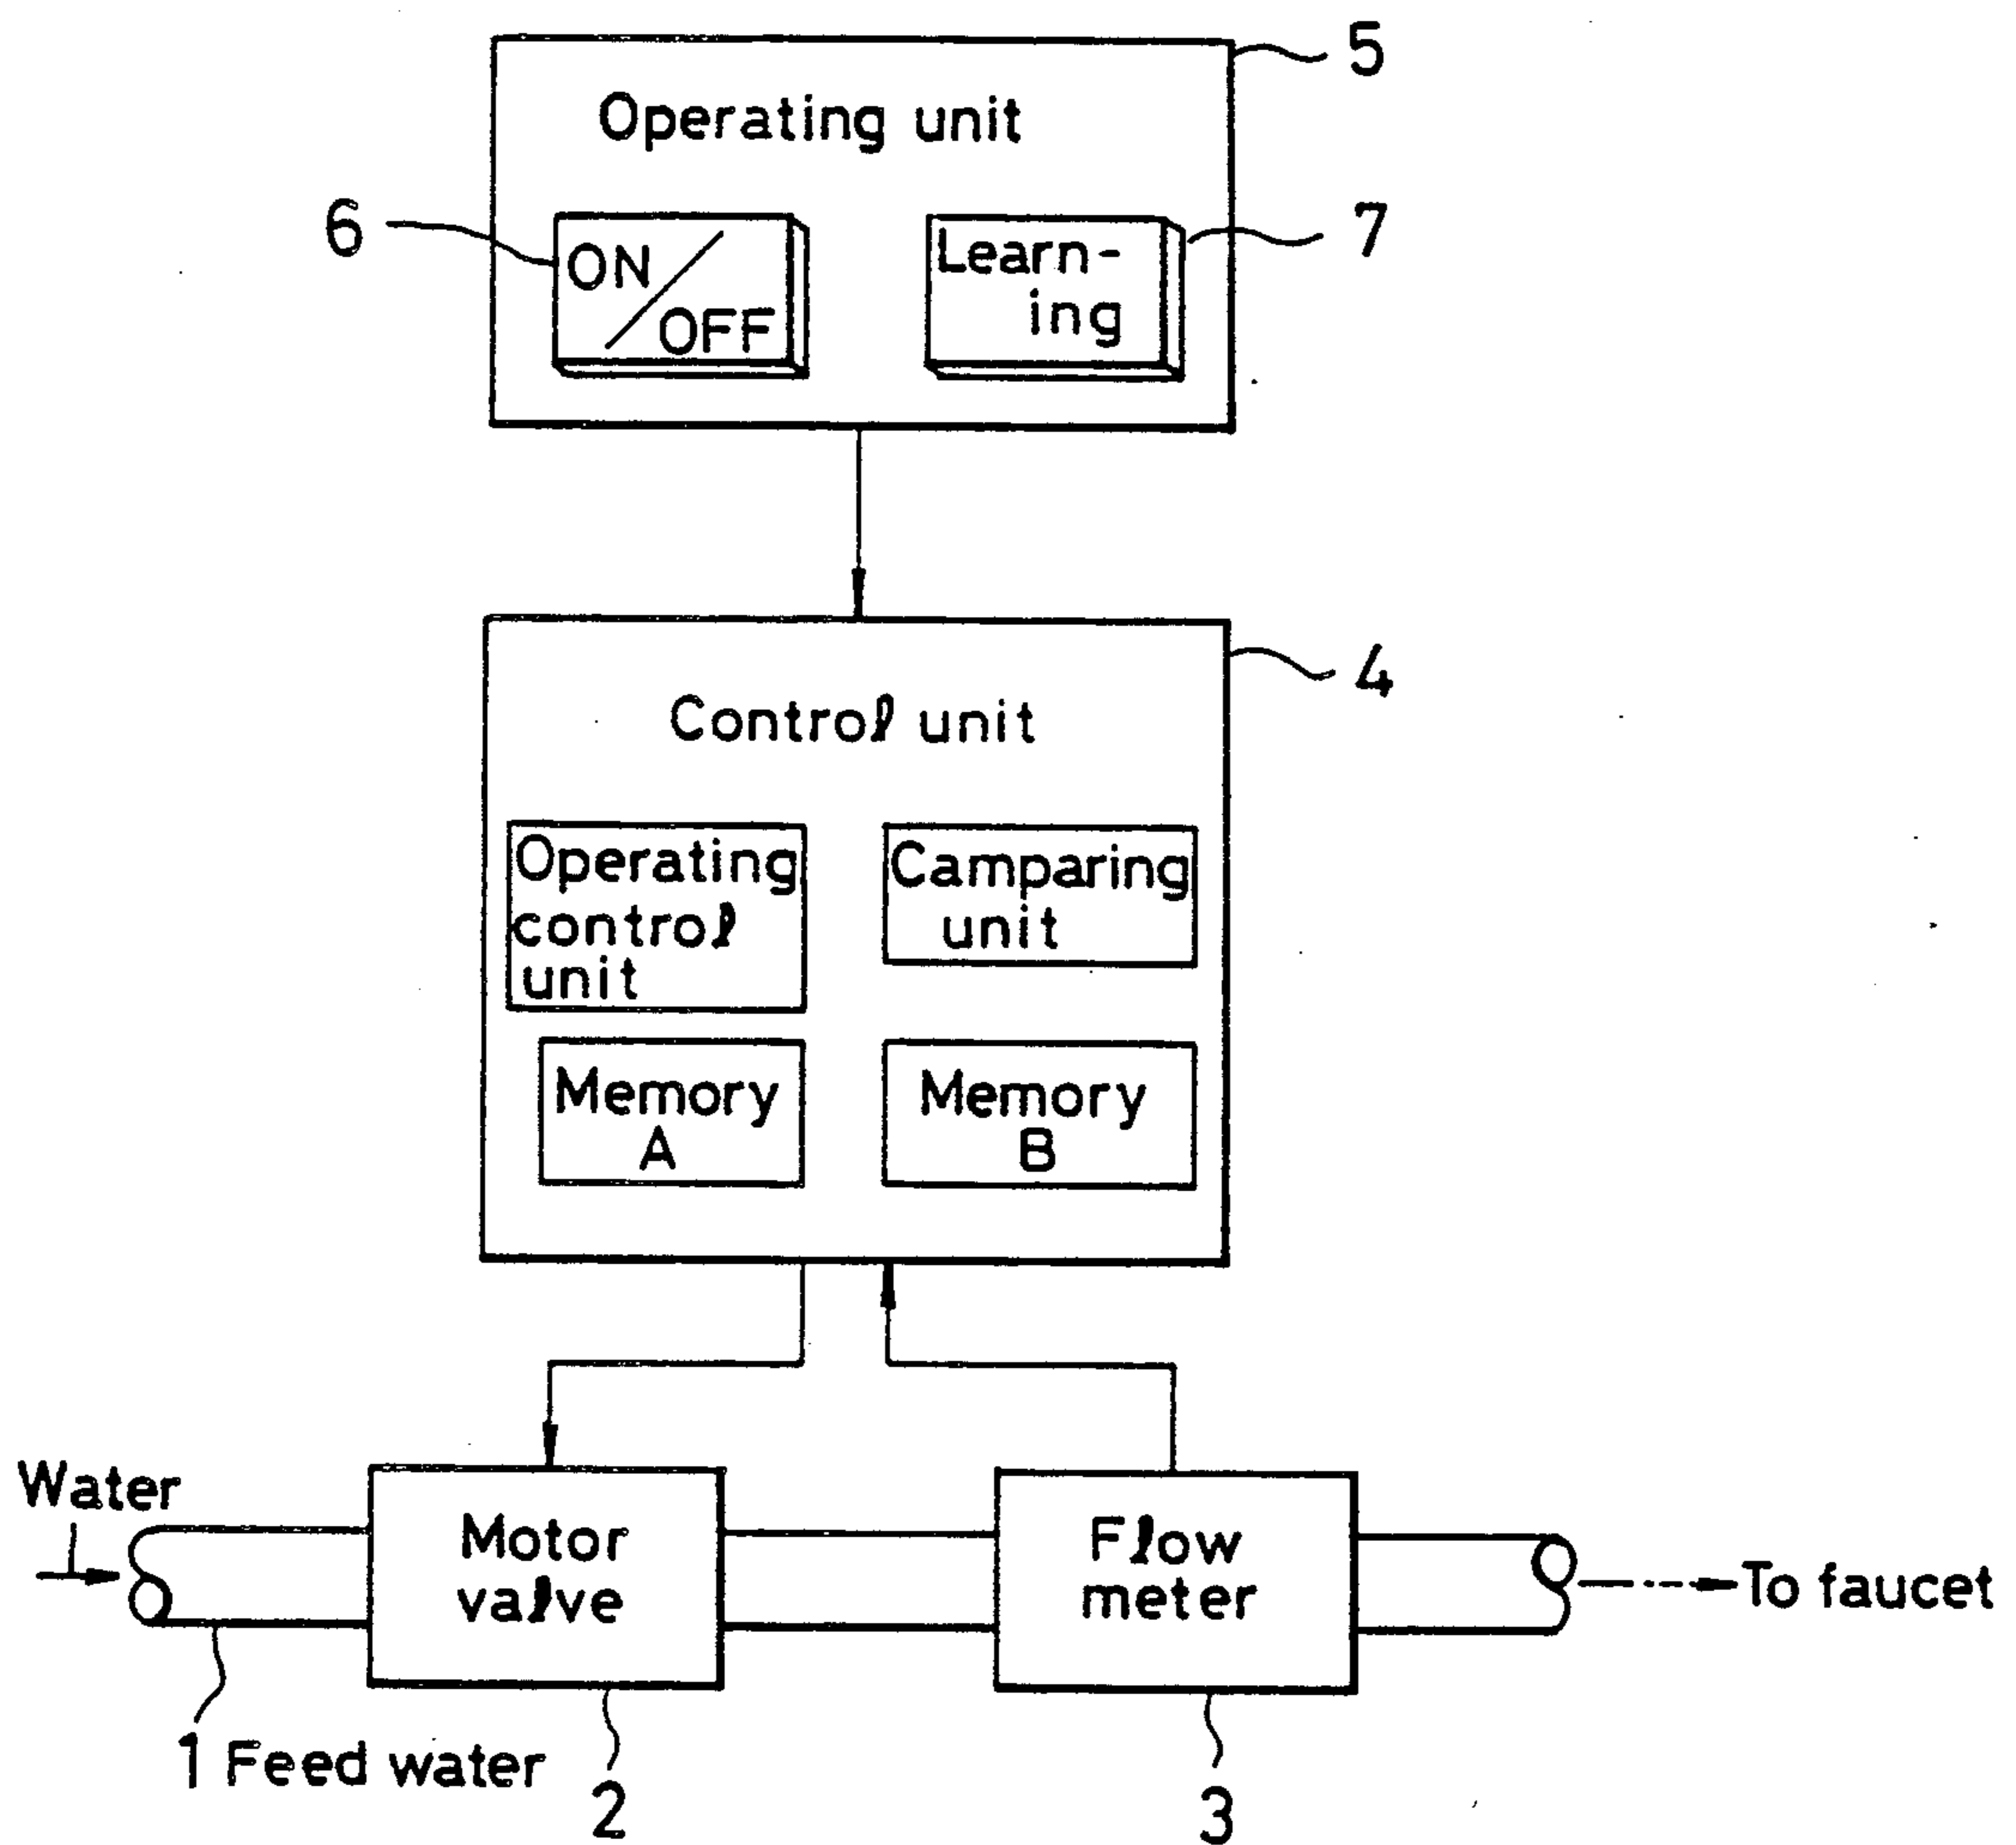 5
Operating unit
6
ON/OFF
Learn-
ing
7
4
Control unit
Operating
control
unit
Camparing
unit
Memory
A
Memory
B
Water
Motor
valve
Flow
meter
To faucet
1 Feed water
2
3